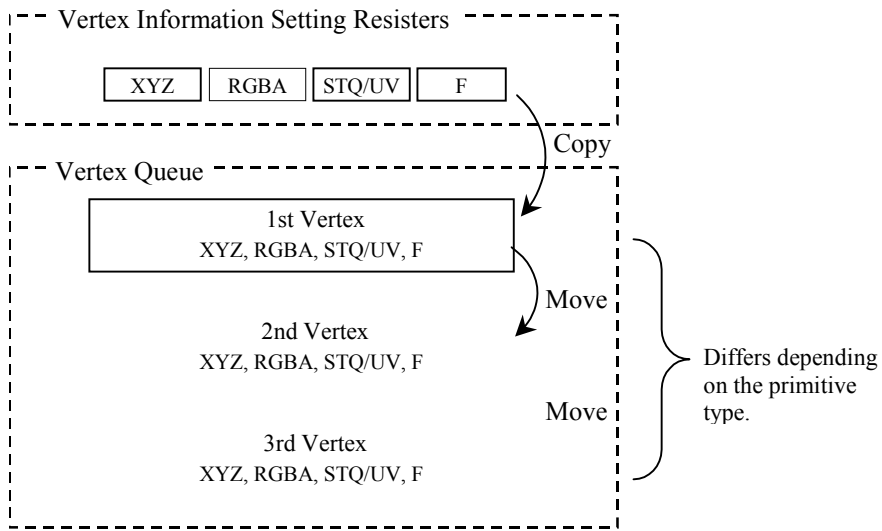 Vertex Information Setting Resisters
XYZ
RGBA
STQ/UV
F
Copy
Vertex Queue
1st Vertex
XYZ, RGBA, STQ/UV, F
Move
2nd Vertex
XYZ, RGBA, STQ/UV, F
Differs depending
on the primitive
type.
Move
3rd Vertex
XYZ, RGBA, STQ/UV, F